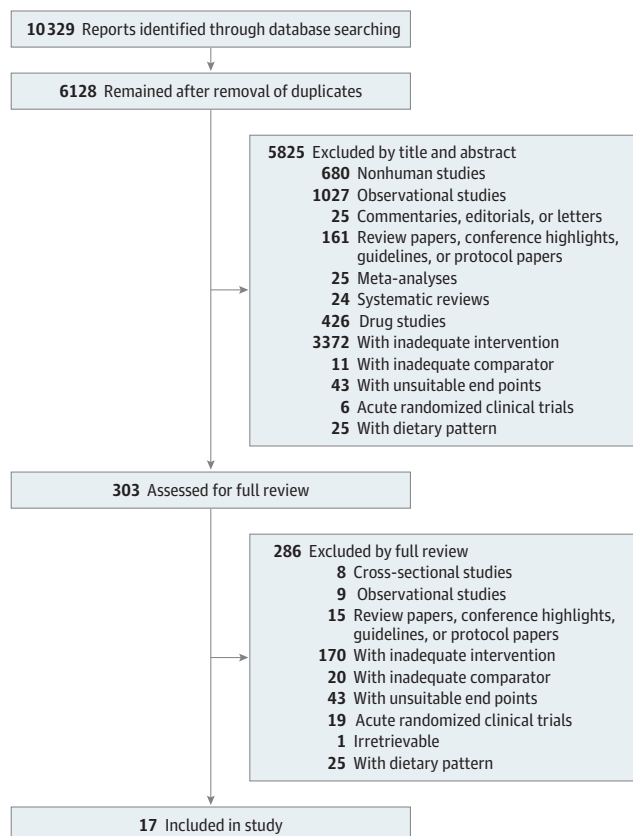 10 329 Reports identified through database searching
6128 Remained after removal of duplicates
5825 Excluded by title and abstract
680 Nonhuman studies
1027 Observational studies
25 Commentaries, editorials, or letters
161 Review papers, conference highlights,
guidelines, or protocol papers
25 Meta-analyses
24 Systematic reviews
426 Drug studies
3372 With inadequate intervention
11 With inadequate comparator
43 With unsuitable end points
6 Acute randomized clinical trials
25 With dietary pattern
303 Assessed for full review
286 Excluded by full review
8 Cross-sectional studies
9 Observational studies
15 Review papers, conference highlights,
guidelines, or protocol papers
170 With inadequate intervention
20 With inadequate comparator
43 With unsuitable end points
19 Acute randomized clinical trials
1 Irretrievable
25 With dietary pattern
17 Included in study